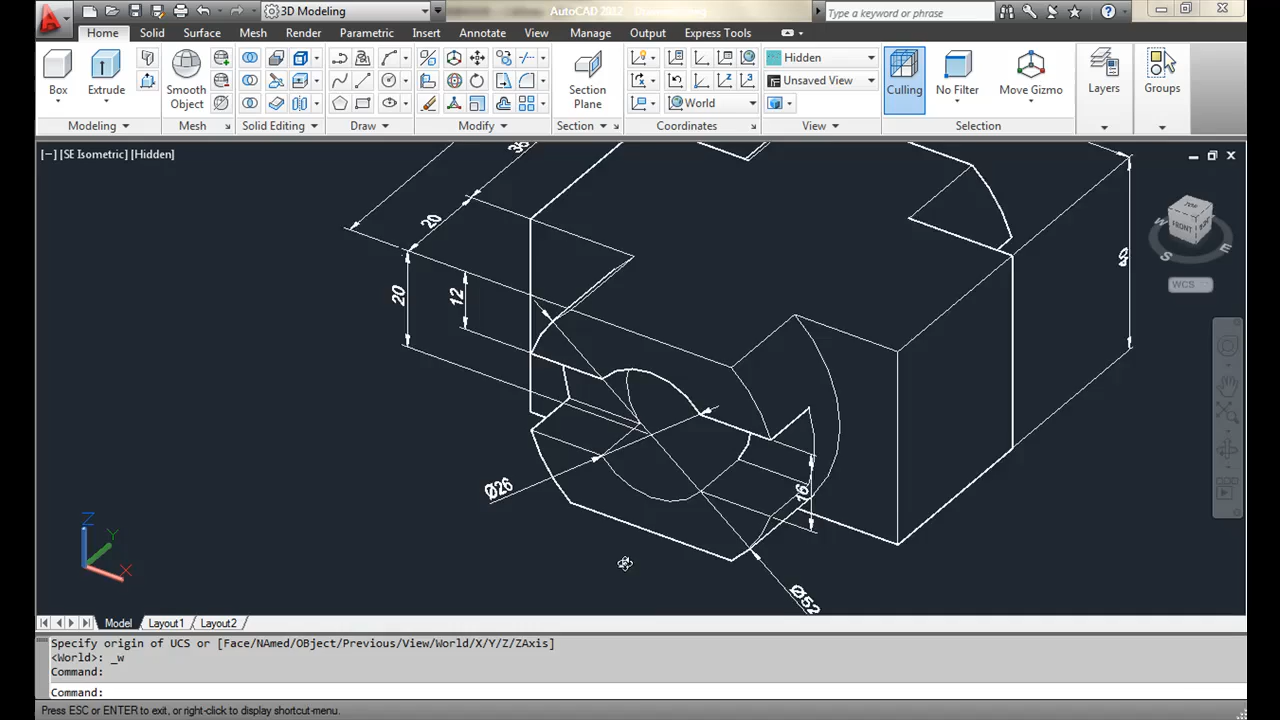 3D Modeling
AutoCAD 2012
Type a keyword or phrase
Home Solid Surface Mesh Render Parametric Insert Annotate View Manage Output Express Tools
Hidden
Unsaved View
World
Box
Extrude
Smooth
Object
Section
Plane
Culling
No Filter
Move Gizmo
Layers
Groups
Modeling Mesh Solid Editing Draw Modify Section Coordinates View Selection
[−] [SE Isometric] [Hidden]
36
20
20
12
Ø26
16
Ø52
TOP
FRONT
W
S
E
WCS
Z
Y
X
Model Layout1 Layout2
Specify origin of UCS or [Face/NAmed/OBject/Previous/View/World/X/Y/Z/ZAxis]
<World>: _w
Command:
Command:
Press ESC or ENTER to exit, or right-click to display shortcut-menu.